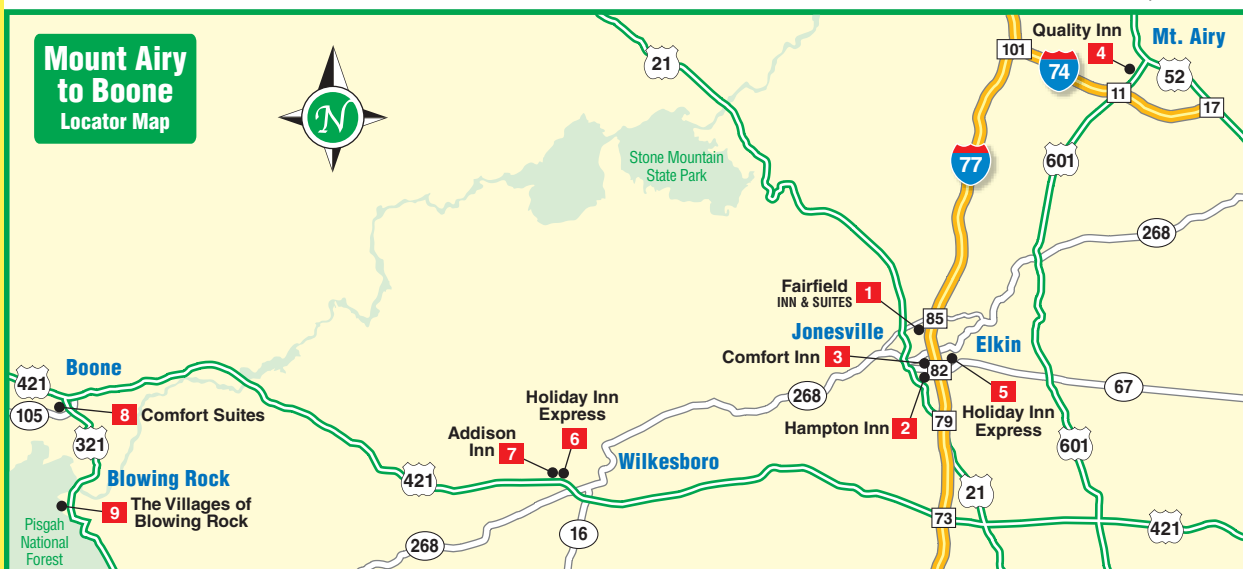 Mount Airy
to Boone
Locator Map
N
21
101
74
Quality Inn
4
Mt. Airy
52
11
17
Stone Mountain
State Park
77
601
268
Fairfield
INN & SUITES
1
85
Jonesville
Elkin
Comfort Inn
3
82
5
Holiday Inn
Express
67
268
Hampton Inn
2
79
Boone
421
105
8
Comfort Suites
321
Holiday Inn
Express
6
Addison
Inn
7
Wilkesboro
601
Blowing Rock
421
9
The Villages of
Blowing Rock
21
73
421
Pisgah
National
Forest
268
16